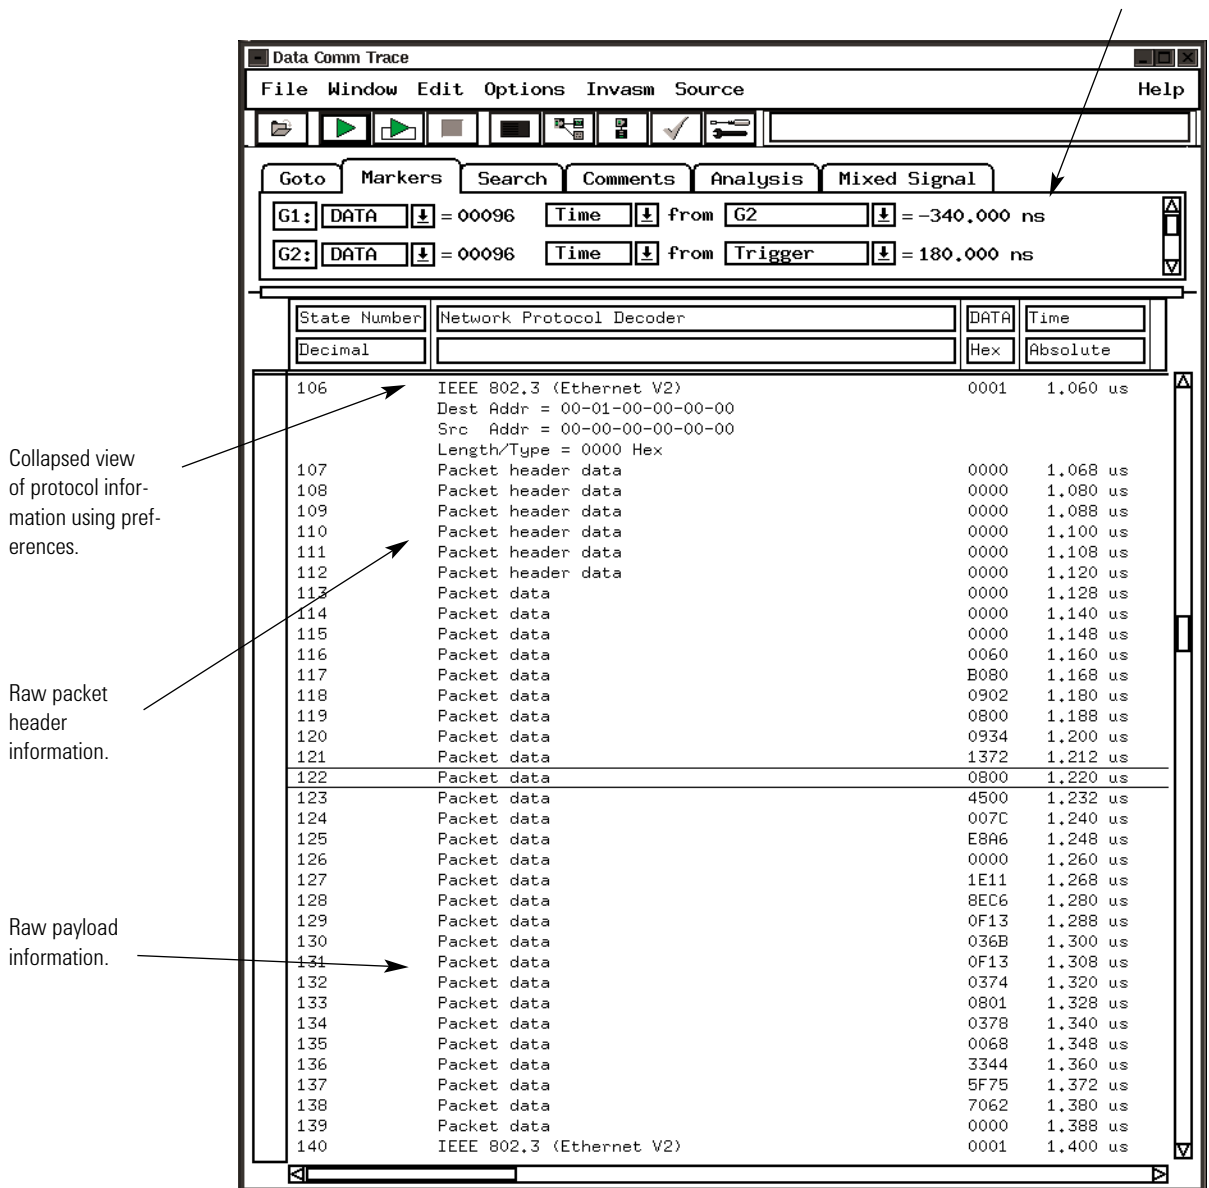 Data Comm Trace
File Window Edit Options Invasm Source Help
Goto Markers Search Comments Analysis Mixed Signal
G1: DATA = 00096 Time from G2 = -340.000 ns
G2: DATA = 00096 Time from Trigger = 180.000 ns
State Number Network Protocol Decoder DATA Time
Decimal Hex Absolute
106 IEEE 802.3 (Ethernet V2) 0001 1.060 us
Dest Addr = 00-01-00-00-00-00
Src Addr = 00-00-00-00-00-00
Length/Type = 0000 Hex
107 Packet header data 0000 1.068 us
108 Packet header data 0000 1.080 us
109 Packet header data 0000 1.088 us
110 Packet header data 0000 1.100 us
111 Packet header data 0000 1.108 us
112 Packet header data 0000 1.120 us
113 Packet data 0000 1.128 us
114 Packet data 0000 1.140 us
115 Packet data 0000 1.148 us
116 Packet data 0060 1.160 us
117 Packet data B080 1.168 us
118 Packet data 0902 1.180 us
119 Packet data 0800 1.188 us
120 Packet data 0934 1.200 us
121 Packet data 1372 1.212 us
122 Packet data 0800 1.220 us
123 Packet data 4500 1.232 us
124 Packet data 007C 1.240 us
125 Packet data E8A6 1.248 us
126 Packet data 0000 1.260 us
127 Packet data 1E11 1.268 us
128 Packet data 8EC6 1.280 us
129 Packet data 0F13 1.288 us
130 Packet data 036B 1.300 us
131 Packet data 0F13 1.308 us
132 Packet data 0374 1.320 us
133 Packet data 0801 1.328 us
134 Packet data 0378 1.340 us
135 Packet data 0068 1.348 us
136 Packet data 3344 1.360 us
137 Packet data 5F75 1.372 us
138 Packet data 7062 1.380 us
139 Packet data 0000 1.388 us
140 IEEE 802.3 (Ethernet V2) 0001 1.400 us
Collapsed view
of protocol infor-
mation using pref-
erences.
Raw packet
header
information.
Raw payload
information.